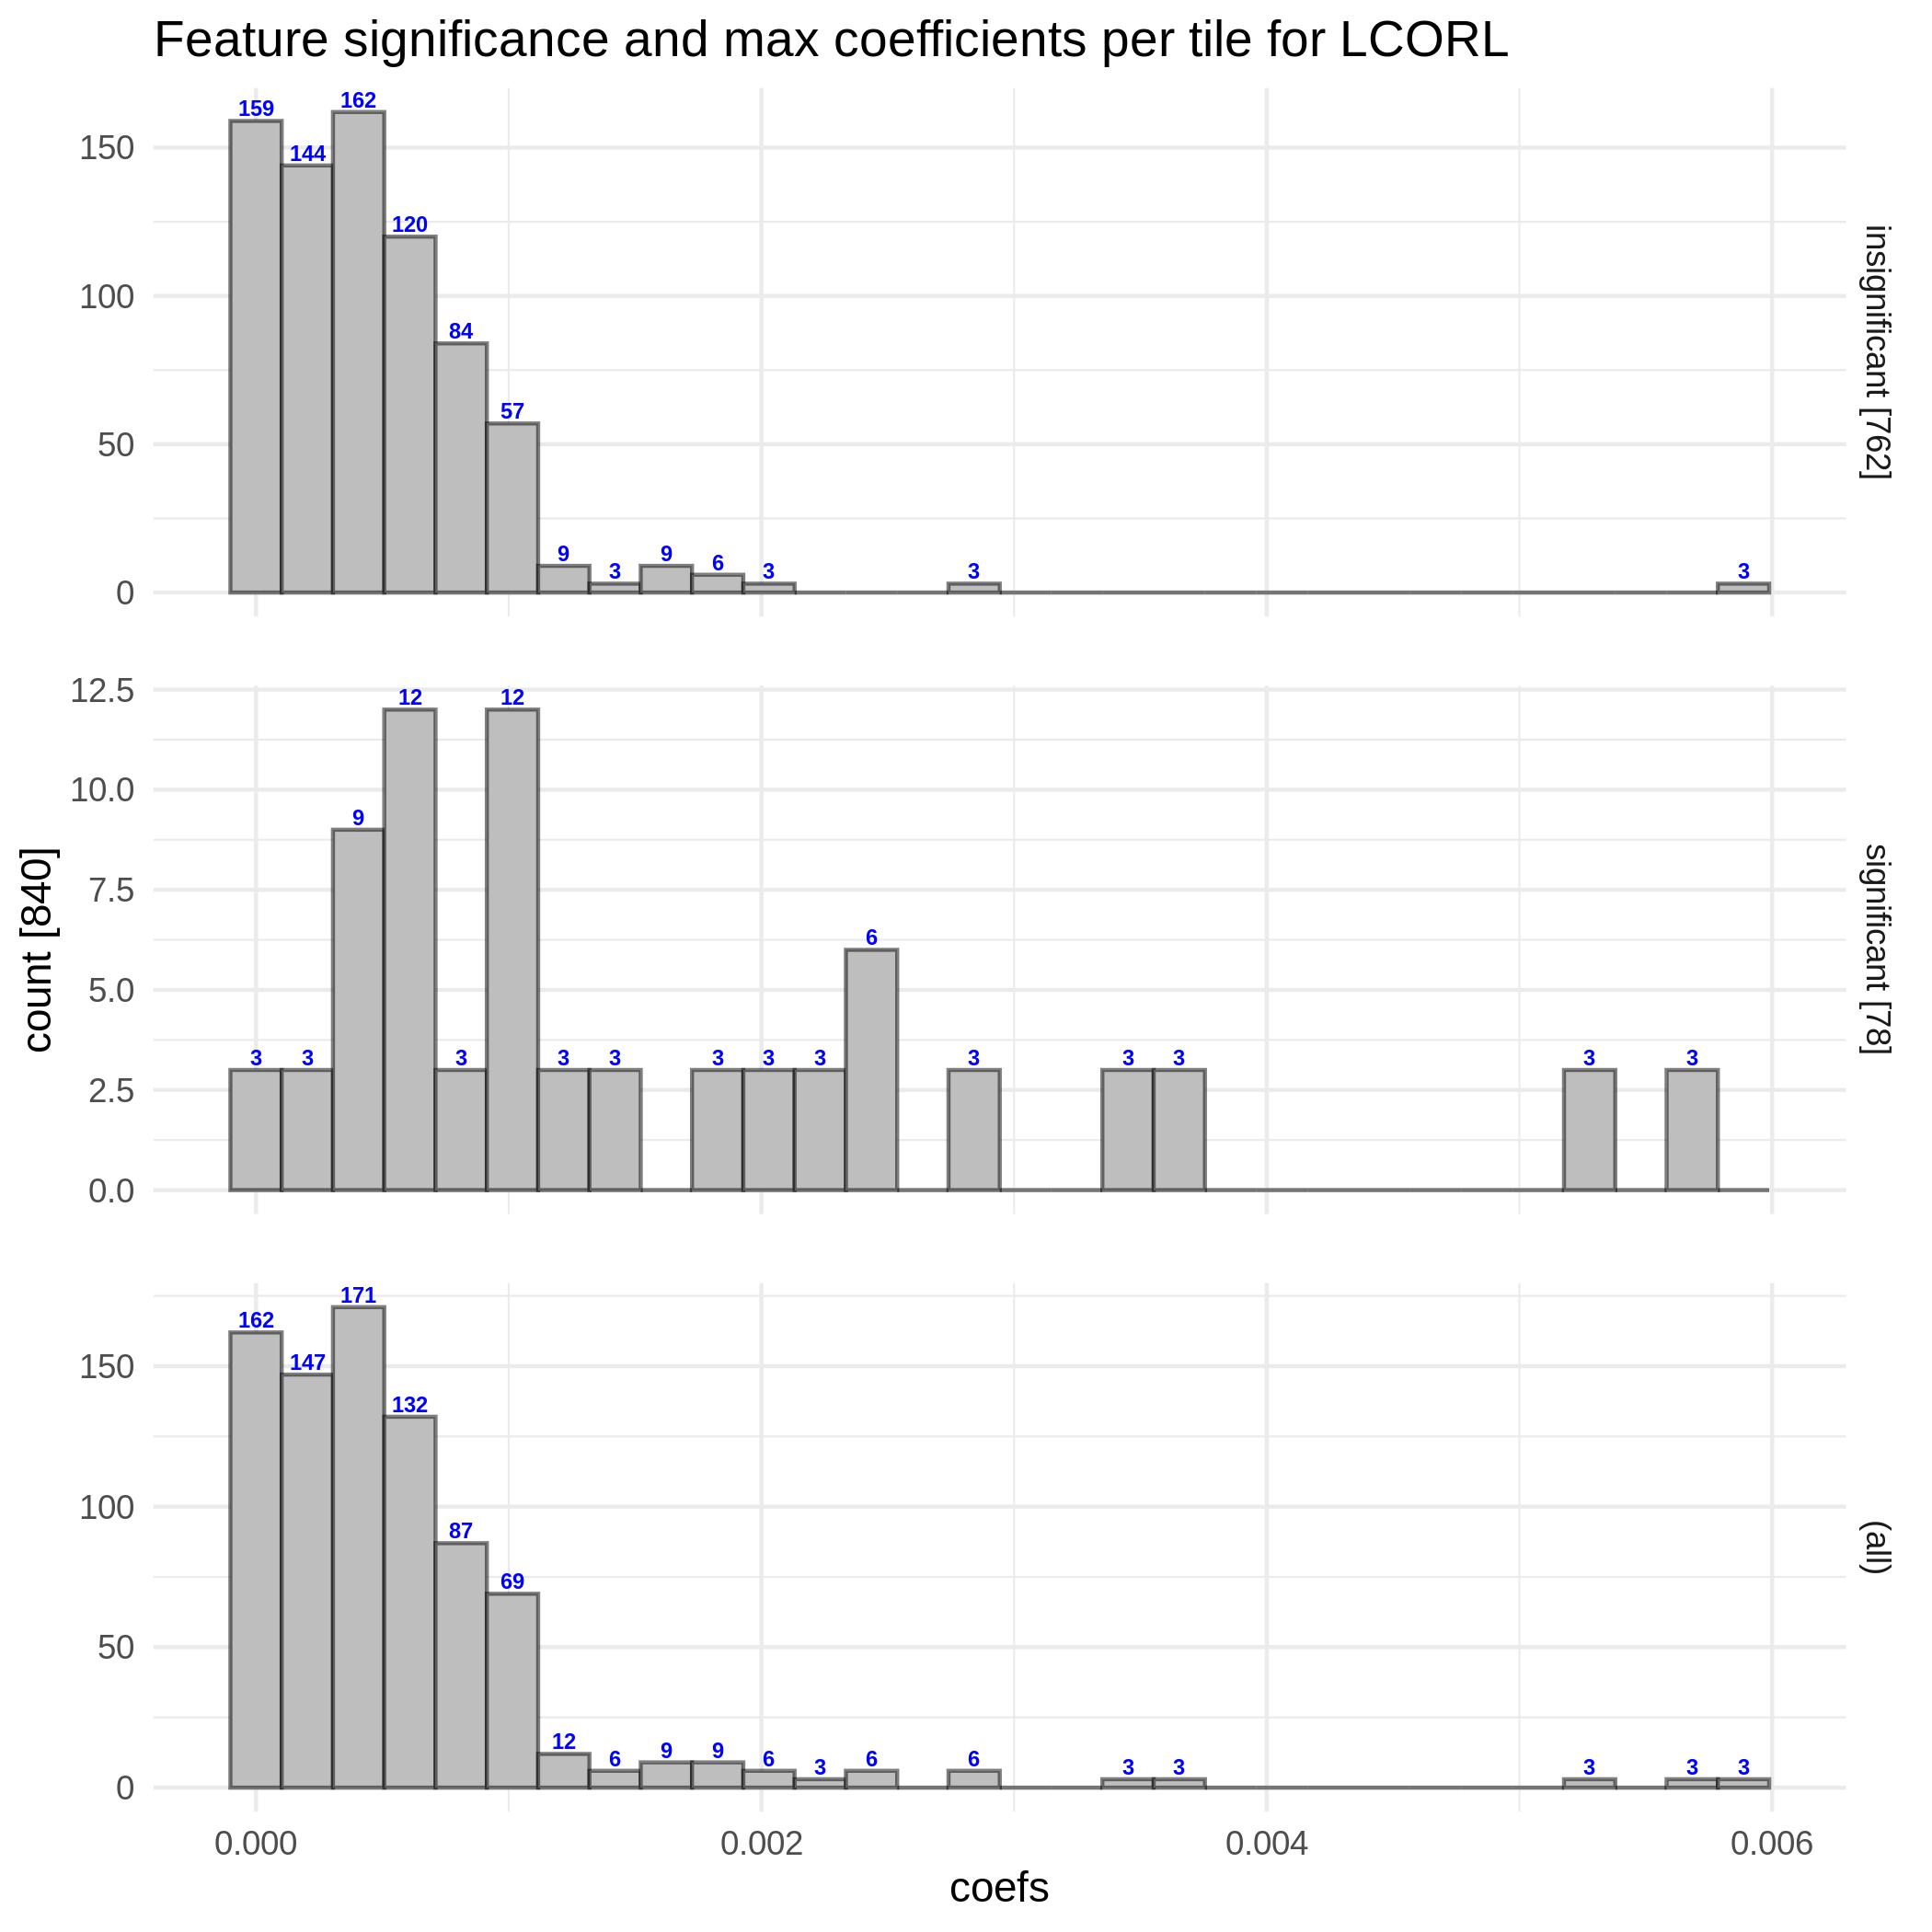 Feature significance and max coefficients per tile for LCORL
159 144 162 120 84 57 9 3 9 6 3 3 3
150
100
50
0
insignificant [762]
3 3 9 12 3 12 3 3 3 3 3 6 3 3 3 3 3
12.5
10.0
7.5
5.0
2.5
0.0
significant [78]
count [840]
162 147 171 132 87 69 12 6 9 9 6 3 6 6 3 3 3 3 3
150
100
50
0
(all)
0.000 0.002 0.004 0.006
coefs